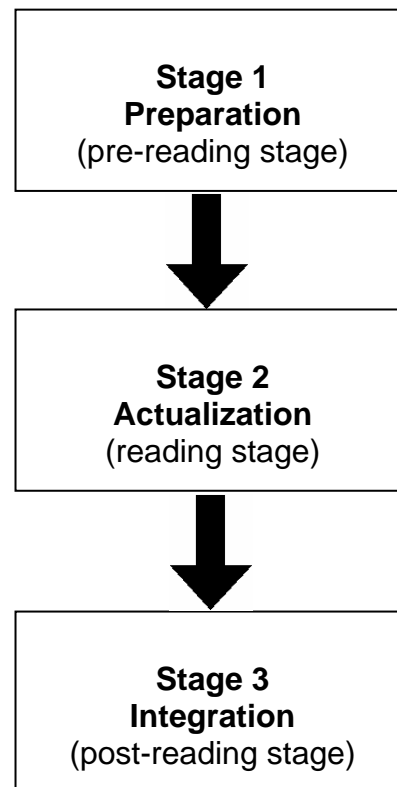 Stage 1
Preparation
(pre-reading stage)
Stage 2
Actualization
(reading stage)
Stage 3
Integration
(post-reading stage)